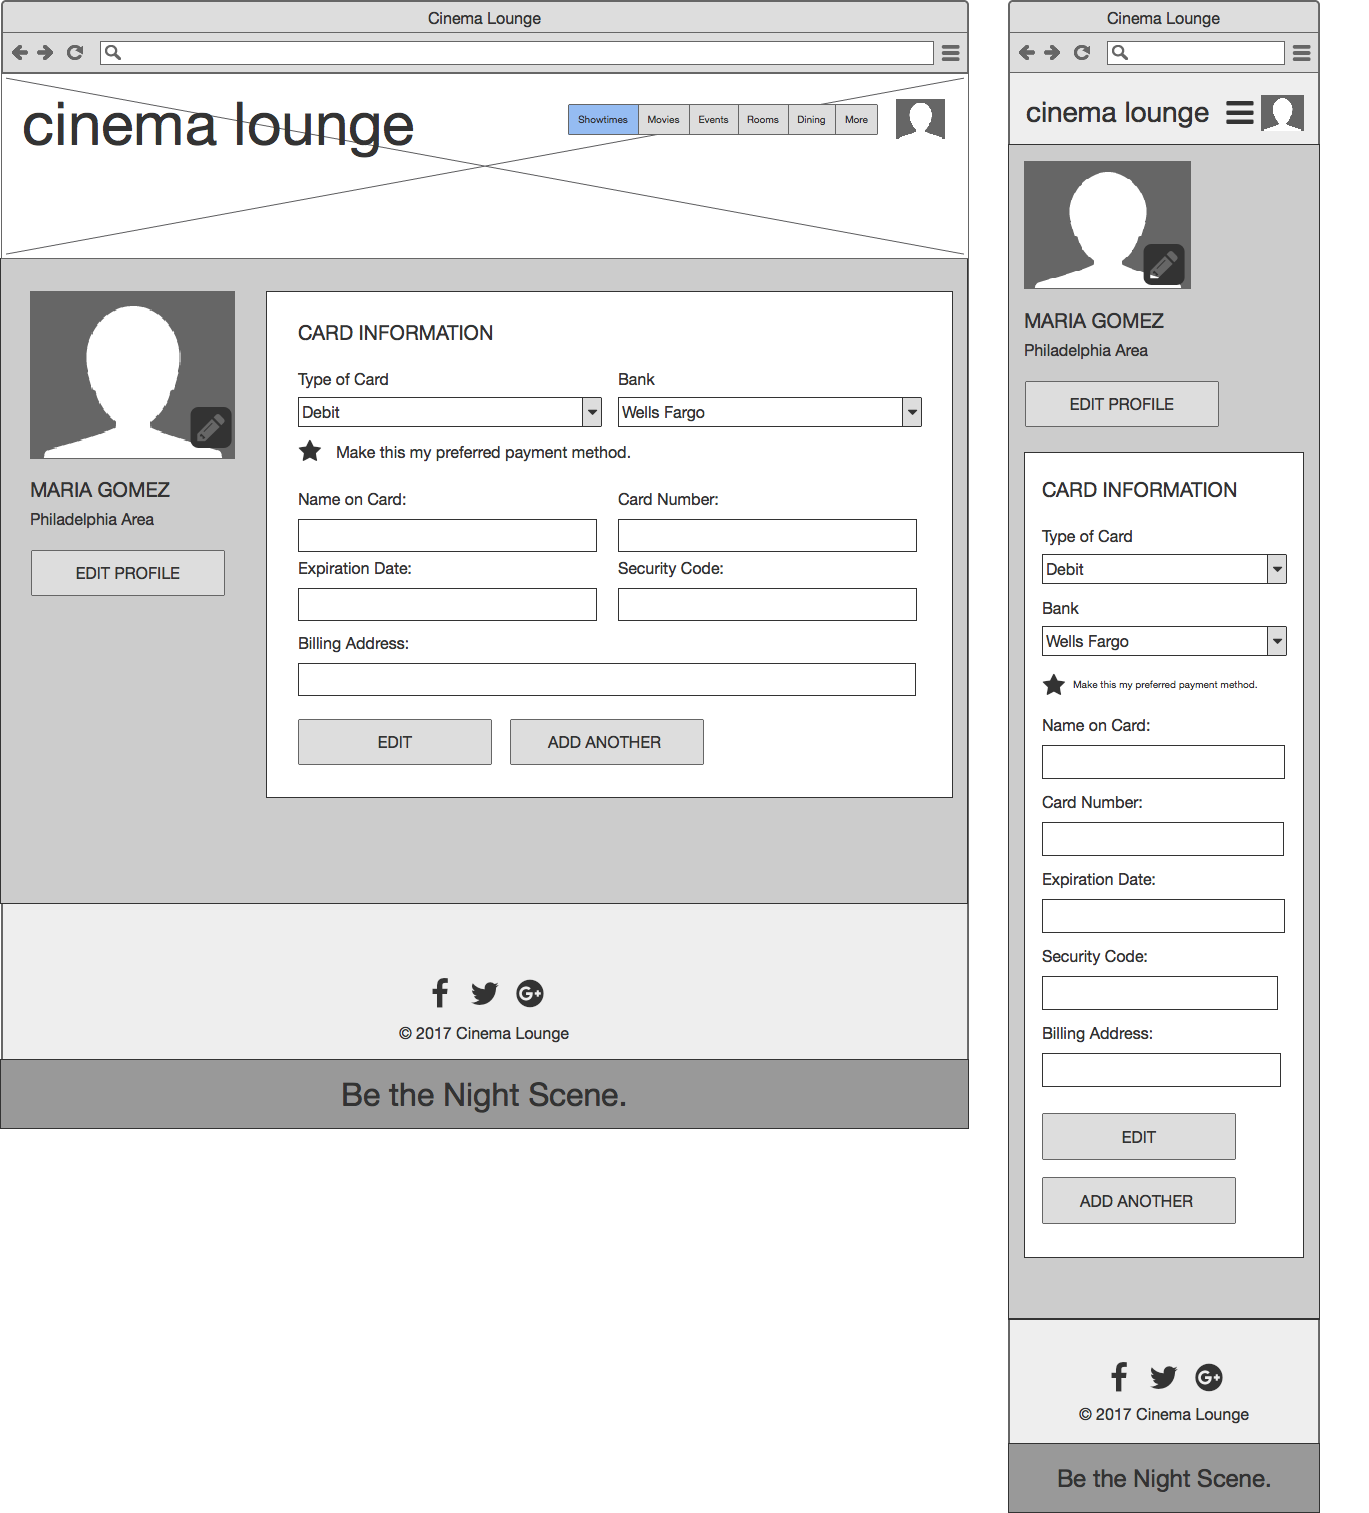 Cinema Lounge
cinema lounge
Showtimes Movies Events Rooms Dining More
MARIA GOMEZ
Philadelphia Area
EDIT PROFILE
CARD INFORMATION
Type of Card Bank
Debit Wells Fargo
Make this my preferred payment method.
Name on Card: Card Number:
Expiration Date: Security Code:
Billing Address:
EDIT ADD ANOTHER
© 2017 Cinema Lounge
Be the Night Scene.
Cinema Lounge
cinema lounge
MARIA GOMEZ
Philadelphia Area
EDIT PROFILE
CARD INFORMATION
Type of Card
Debit
Bank
Wells Fargo
Make this my preferred payment method.
Name on Card:
Card Number:
Expiration Date:
Security Code:
Billing Address:
EDIT
ADD ANOTHER
© 2017 Cinema Lounge
Be the Night Scene.